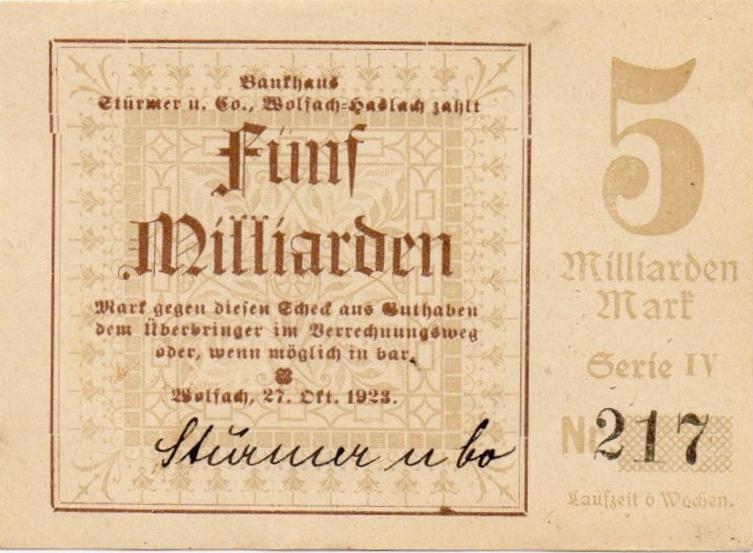 Bankhaus
Stürmer u. Co., Wolfach-Haslach zahlt
Fünf
Milliarden
Mark gegen diesen Scheck aus Guthaben
dem Überbringer im Verrechnungsweg
oder, wenn möglich in bar.
Wolfach, 27. Okt. 1923.
Stürmer u Co
5
Milliarden
Mark
Serie IV
Nr. 217
Laufzeit 6 Wochen.